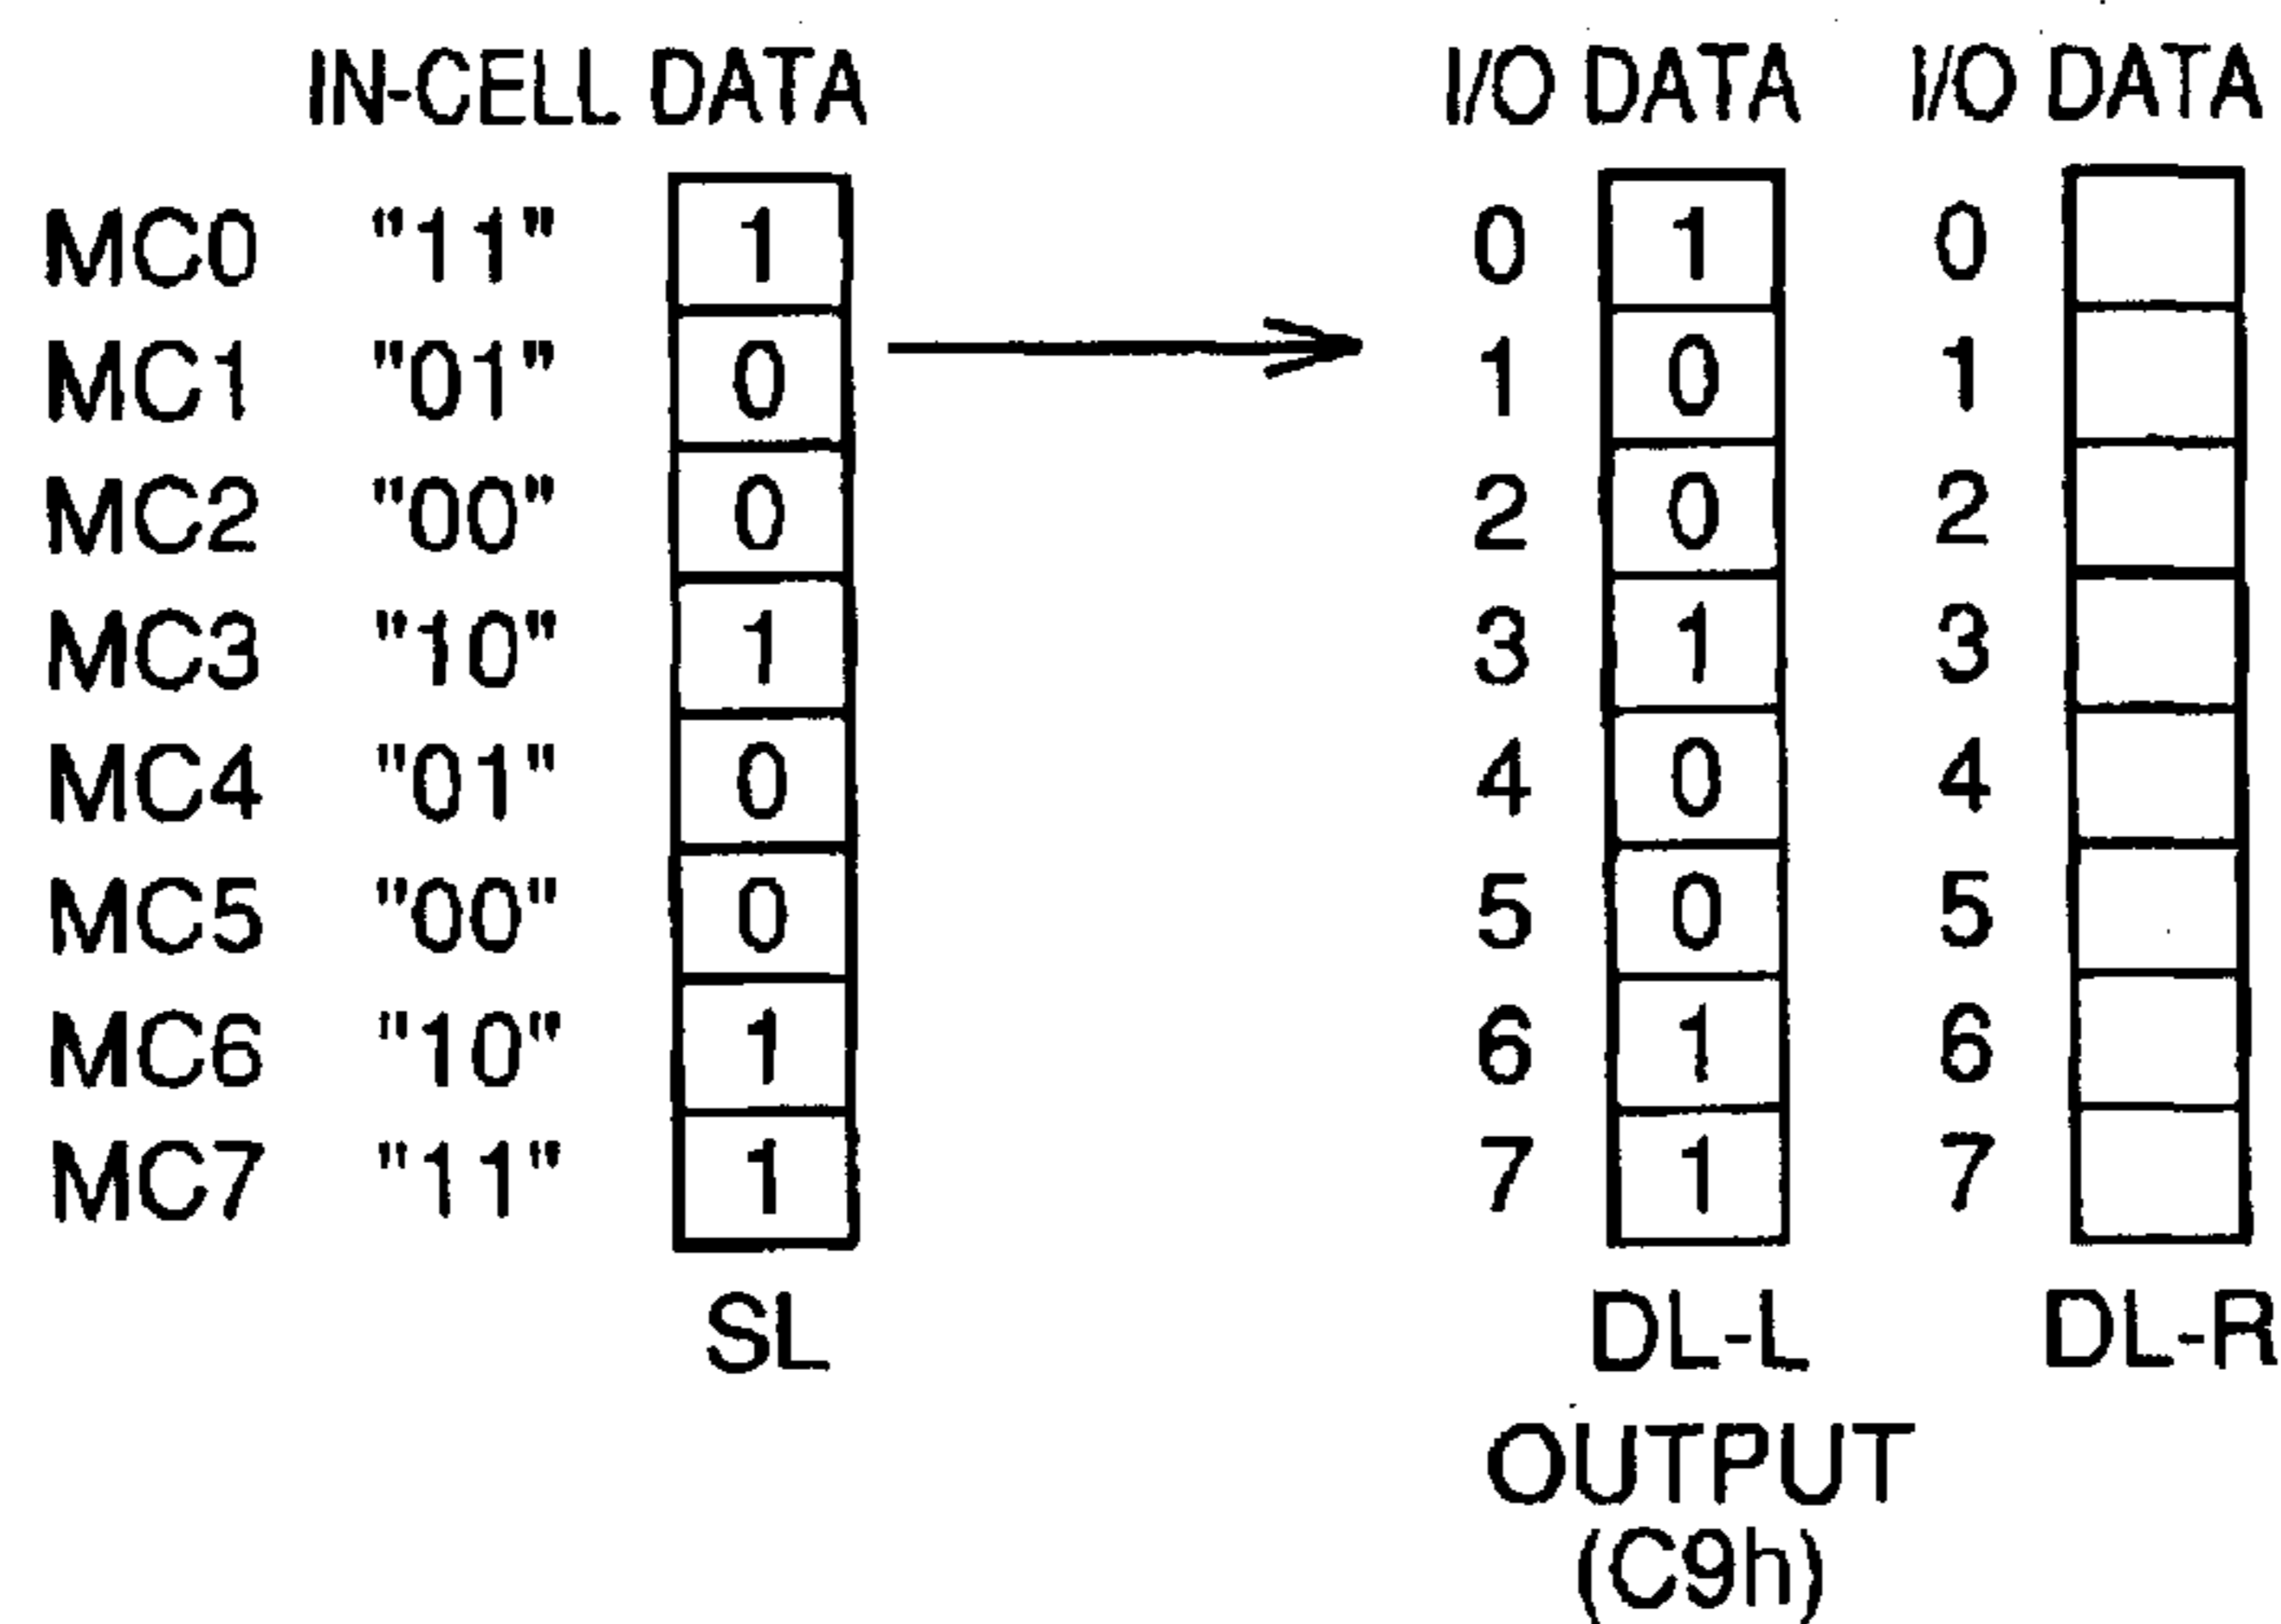 IN-CELL DATA I/O DATA I/O DATA
MC0 "11" 1 0 1 0
MC1 "01" 0 1 0 1
MC2 "00" 0 2 0 2
MC3 "10" 1 3 1 3
MC4 "01" 0 4 0 4
MC5 "00" 0 5 0 5
MC6 "10" 1 6 1 6
MC7 "11" 1 7 1 7
SL DL-L DL-R
OUTPUT
(C9h)